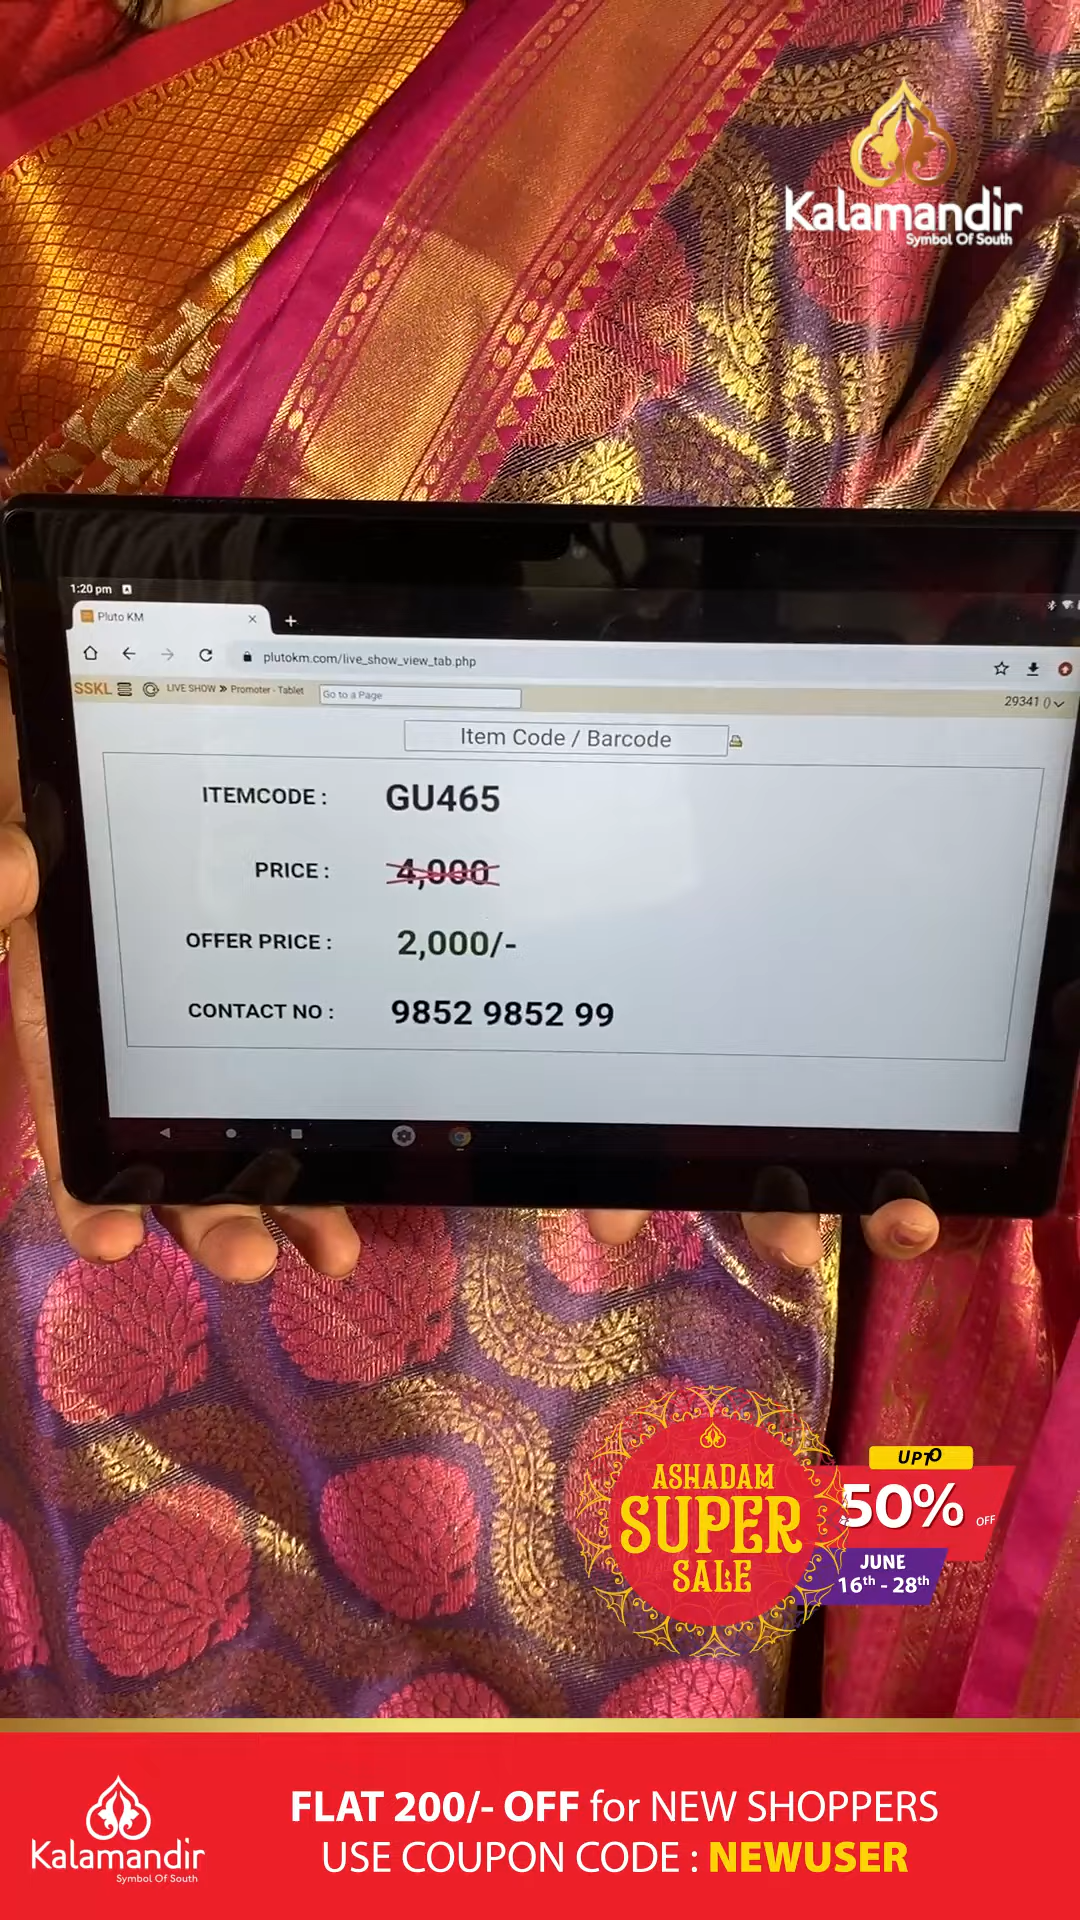 Kalamandir
Symbol Of South
1:20 pm
Pluto KM
plutokm.com/live_show_view_tab.php
SSKL
LIVE SHOW » Promoter - Tablet
Go to a Page
29341 ()
Item Code / Barcode
ITEMCODE : GU465
PRICE : 4,000
OFFER PRICE : 2,000/-
CONTACT NO : 9852 9852 99
ASHADAM
SUPER
SALE
UPTO
50% OFF
JUNE
16th - 28th
Kalamandir
Symbol Of South
FLAT 200/- OFF for NEW SHOPPERS
USE COUPON CODE : NEWUSER